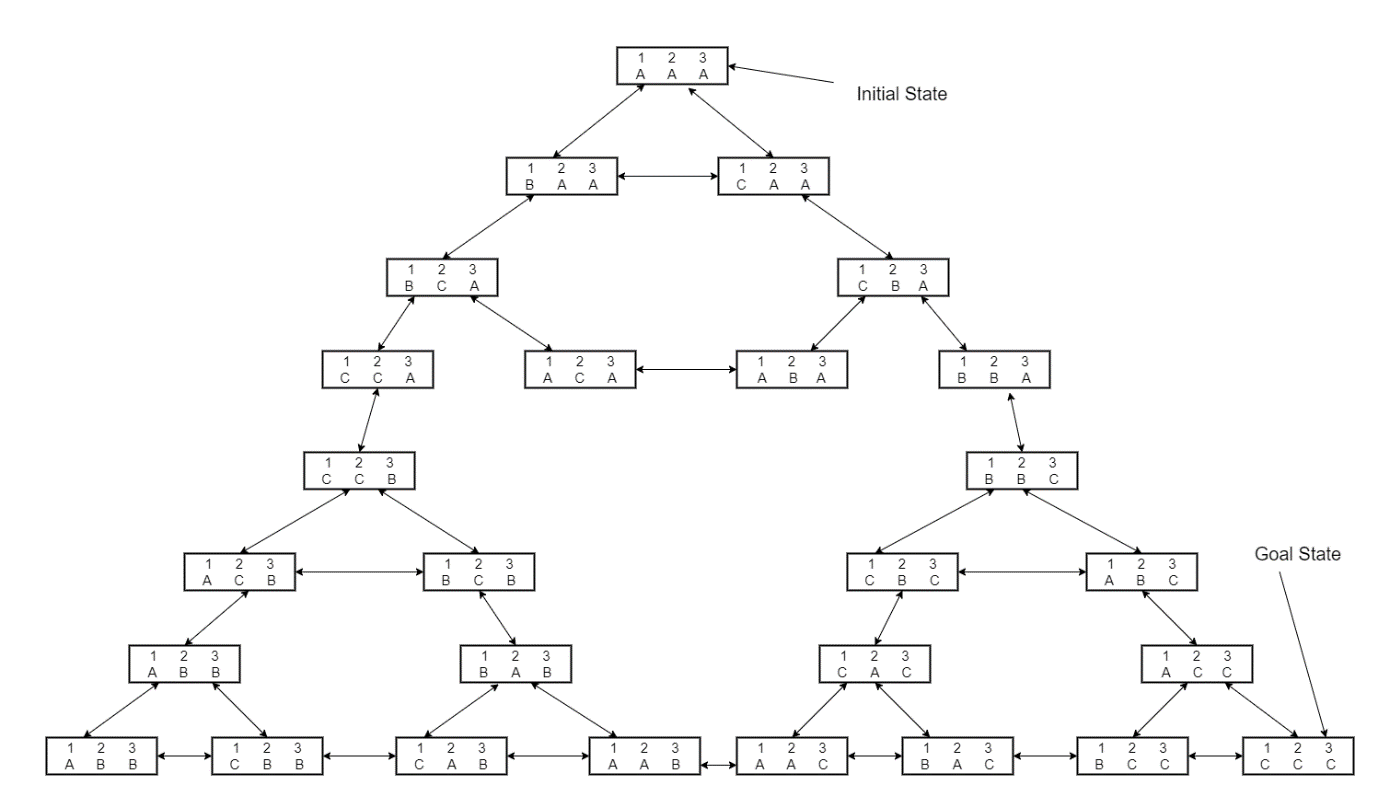 1 2 3
A A A
Initial State
1 2 3
B A A
1 2 3
C A A
1 2 3
B C A
1 2 3
C B A
1 2 3
C C A
1 2 3
A C A
1 2 3
A B A
1 2 3
B B A
1 2 3
C C B
1 2 3
B B C
1 2 3
A C B
1 2 3
B C B
1 2 3
C B C
1 2 3
A B C
Goal State
1 2 3
A B B
1 2 3
B A B
1 2 3
C A C
1 2 3
A C C
1 2 3
A B B
1 2 3
C B B
1 2 3
C A B
1 2 3
A A B
1 2 3
A A C
1 2 3
B A C
1 2 3
B C C
1 2 3
C C C